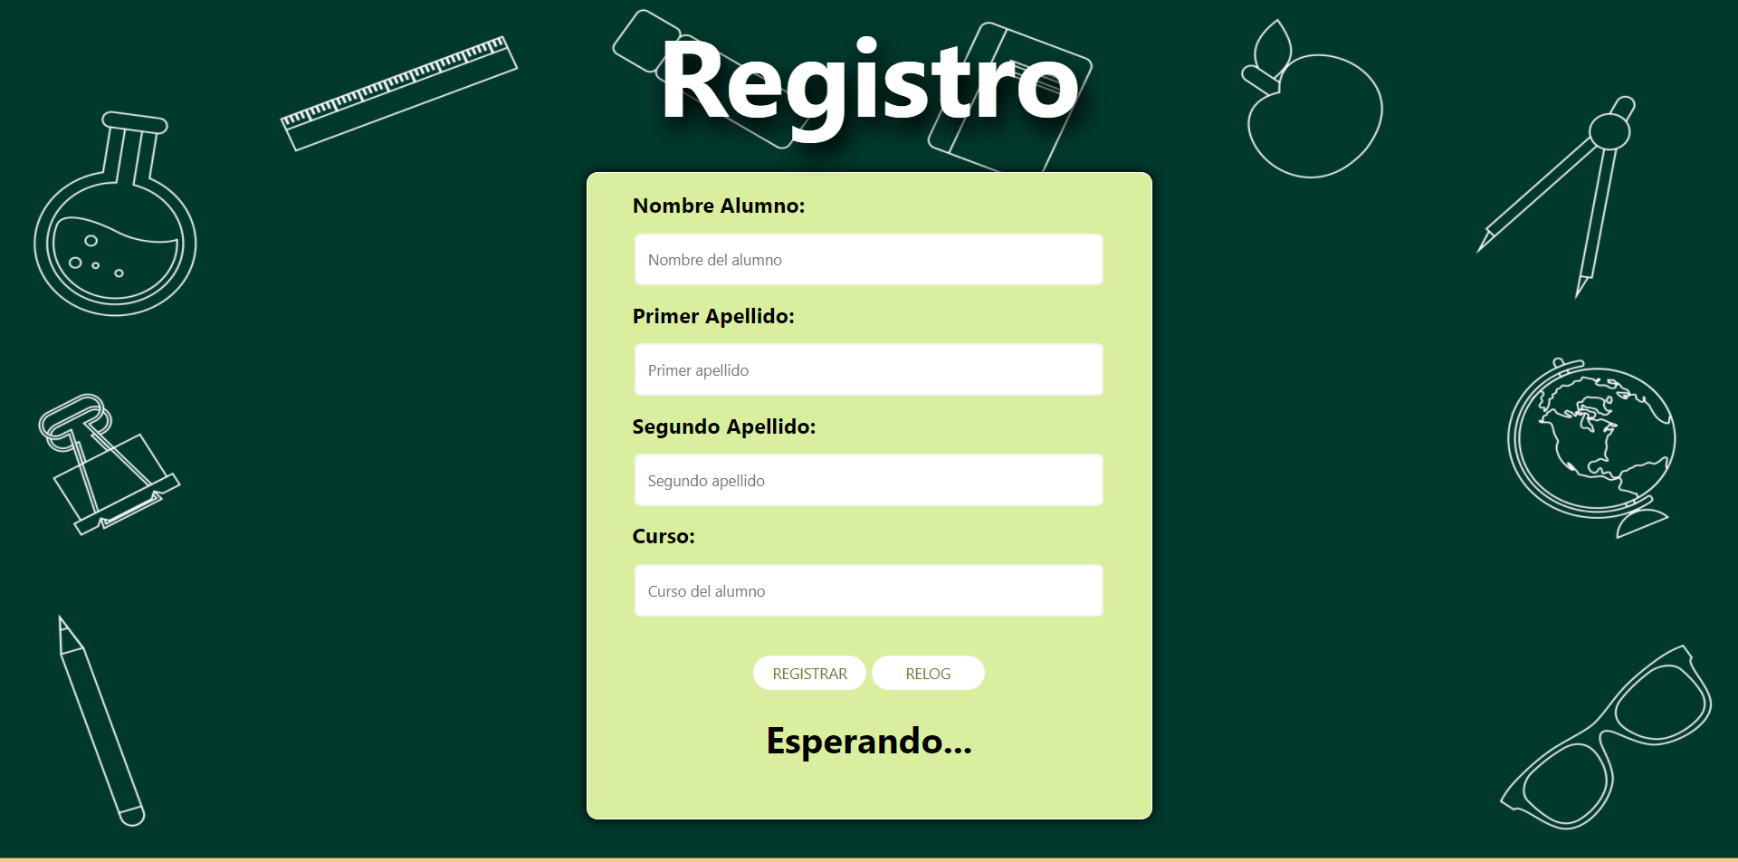 Registro
Nombre Alumno:
Nombre del alumno
Primer Apellido:
Primer apellido
Segundo Apellido:
Segundo apellido
Curso:
Curso del alumno
REGISTRAR RELOG
Esperando...